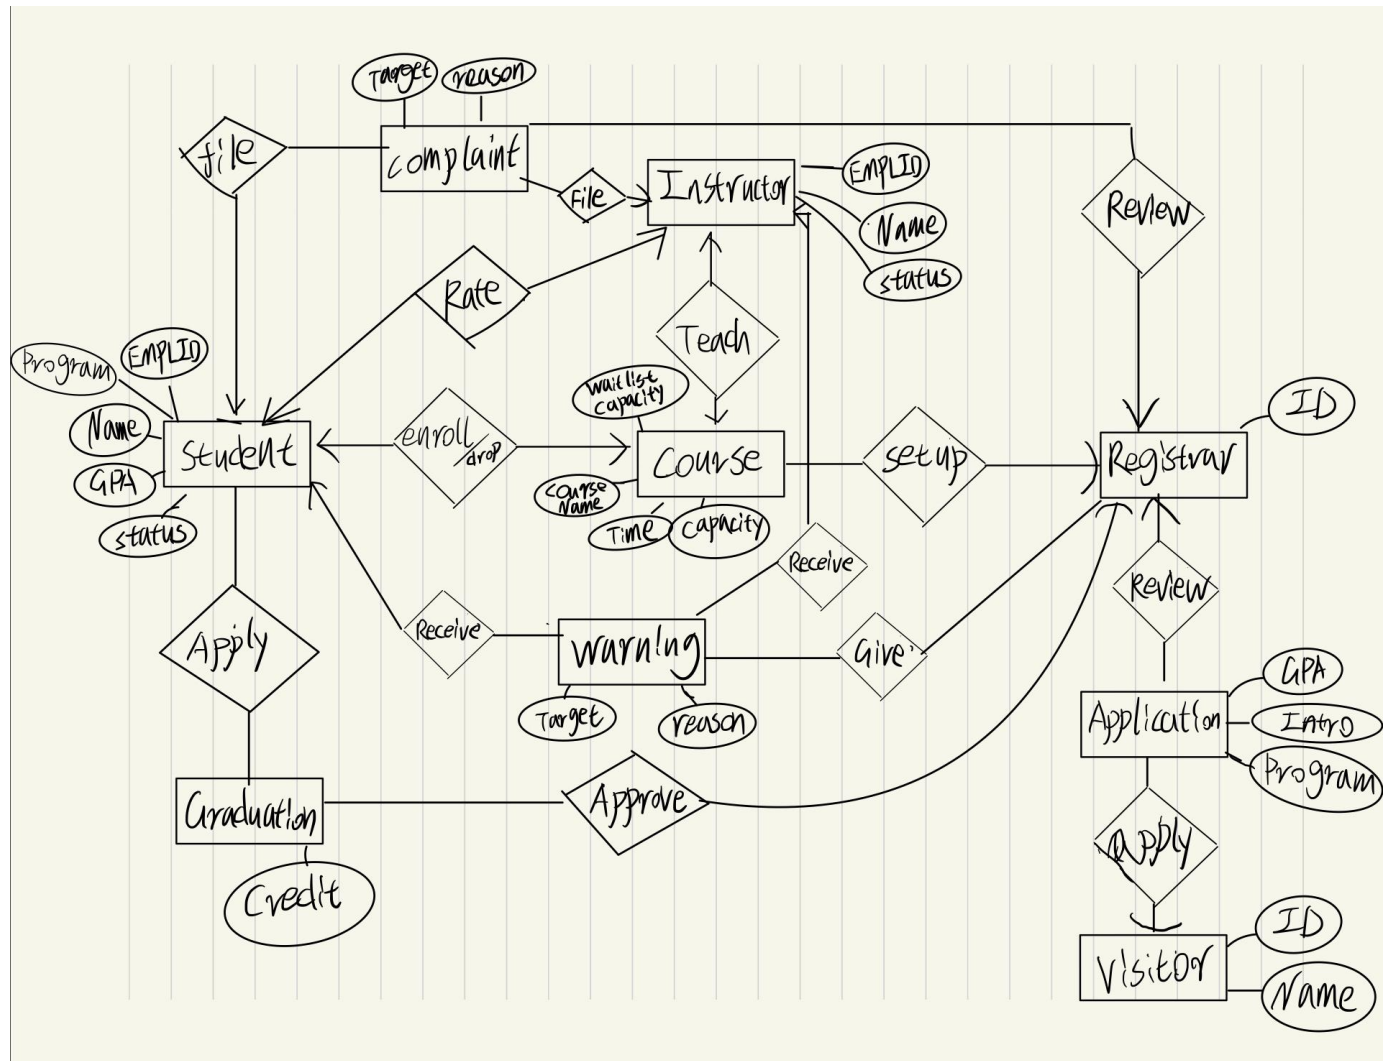 Target
reason
file
complaint
File
Instructor
EMPLID
Name
status
Review
Rate
Teach
Program
EMPLID
Name
GPA
status
Student
enroll
/drop
waitlist
capacity
course
course
Name
Time
capacity
setup
Registrar
ID
Receive
Review
Apply
Receive
warning
Give
Target
reason
Application
GPA
Intro
Program
Graduation
Approve
apply
Credit
Visitor
ID
Name